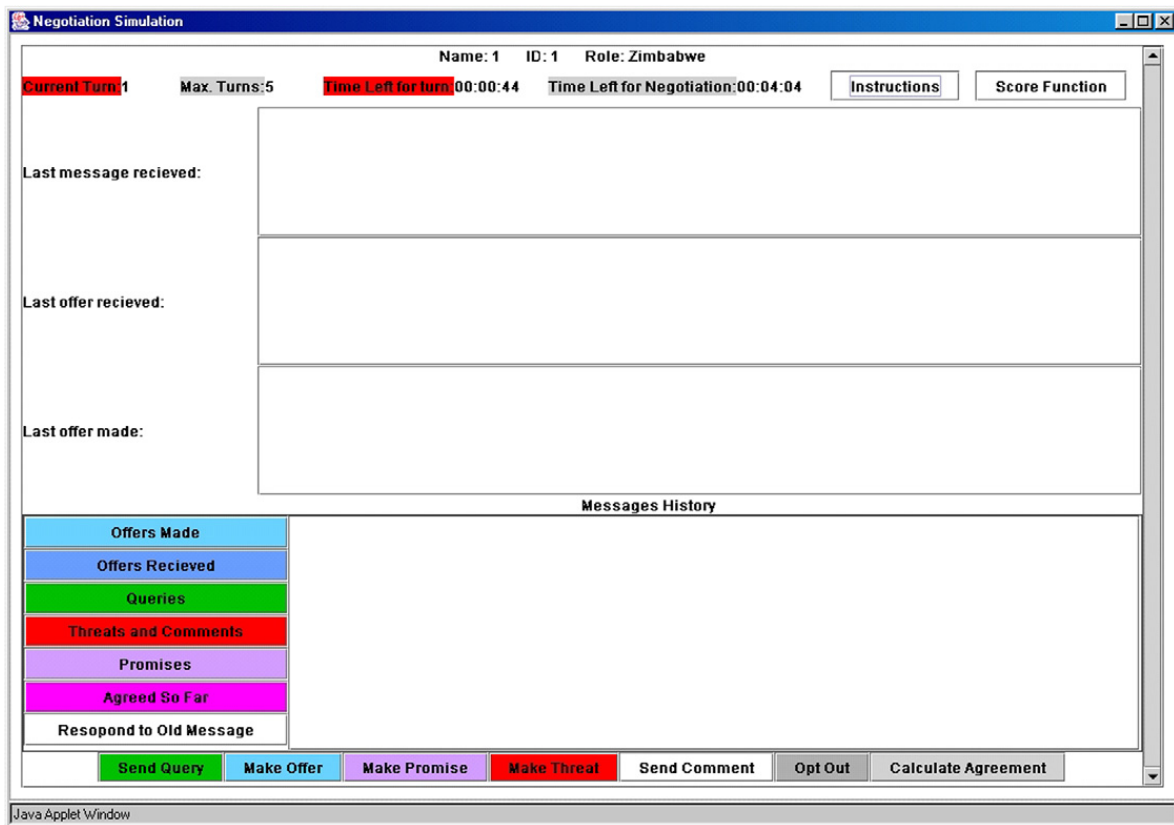 Negotiation Simulation
Name: 1 ID: 1 Role: Zimbabwe
Current Turn:1 Max. Turns:5 Time Left for turn:00:00:44 Time Left for Negotiation:00:04:04 Instructions Score Function
Last message recieved:
Last offer recieved:
Last offer made:
Messages History
Offers Made
Offers Recieved
Queries
Threats and Comments
Promises
Agreed So Far
Resopond to Old Message
Send Query Make Offer Make Promise Make Threat Send Comment Opt Out Calculate Agreement
Java Applet Window